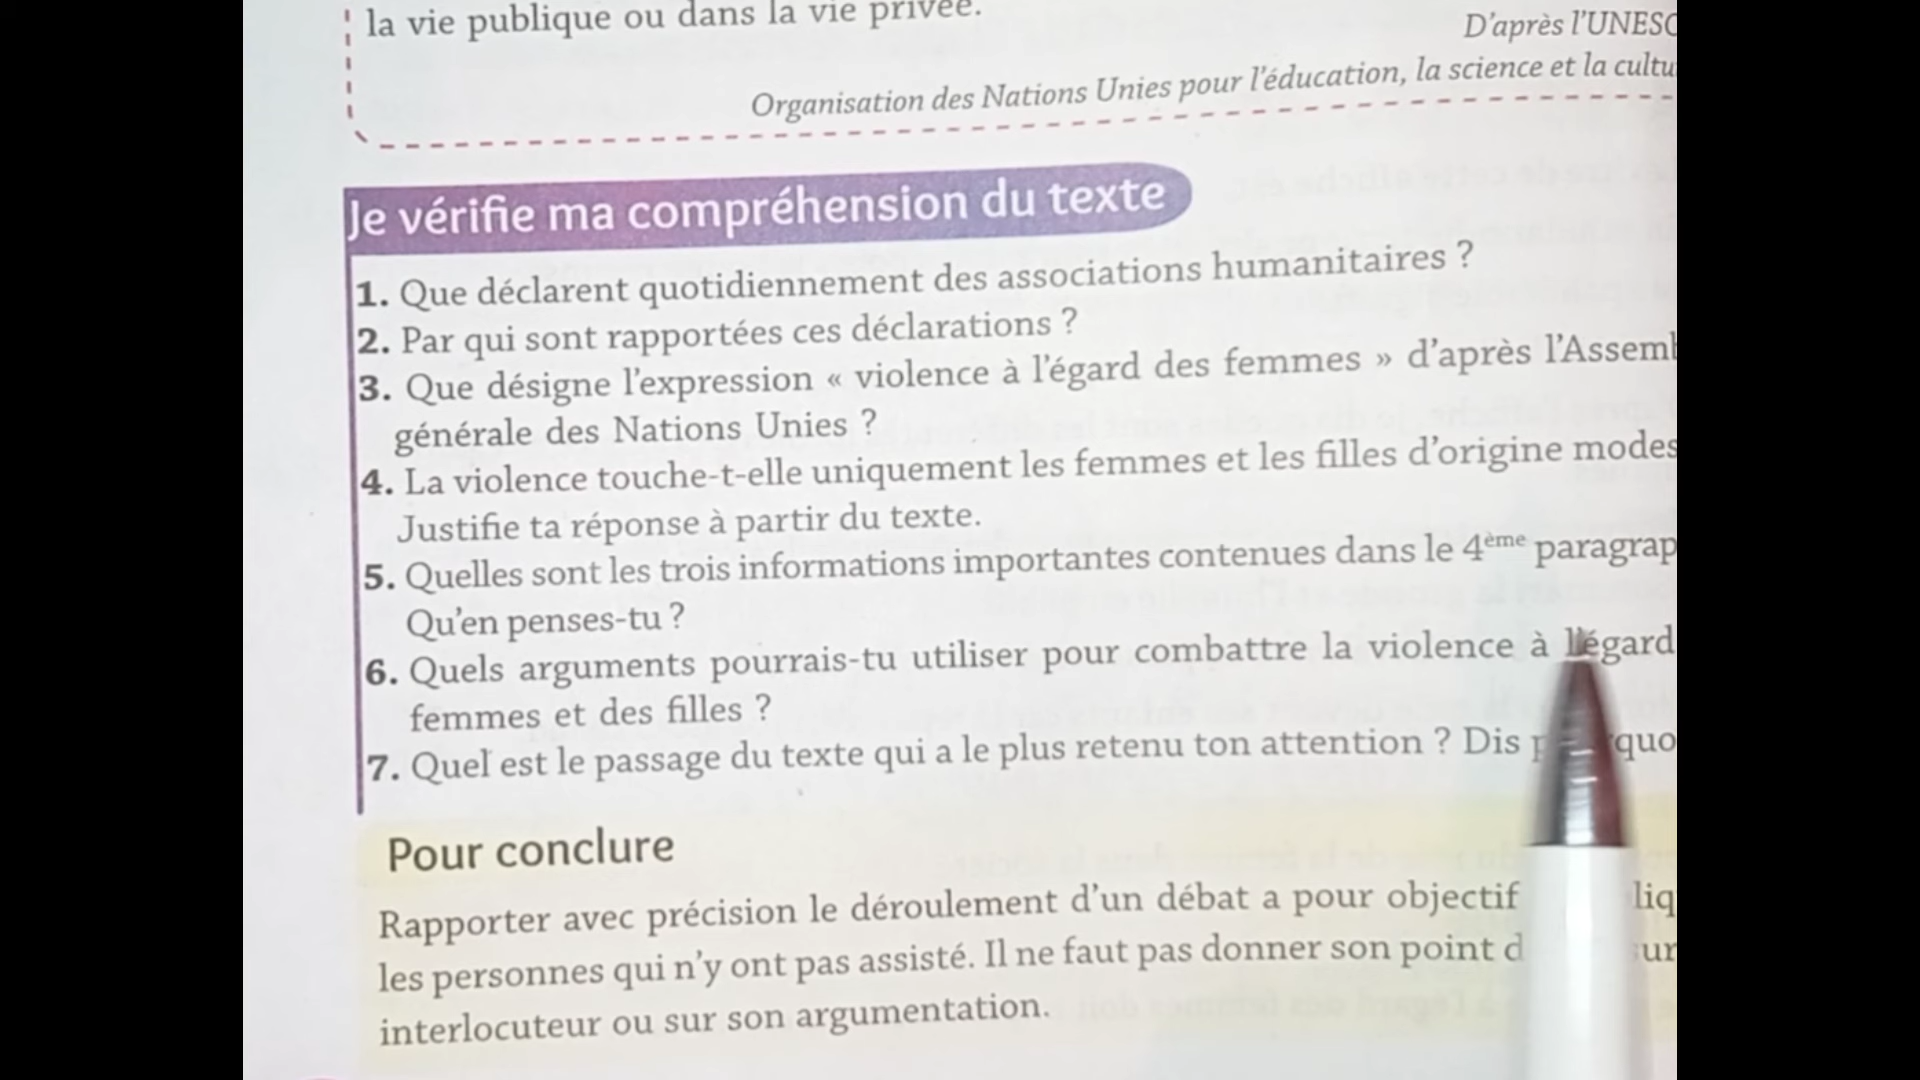 la vie publique ou dans la vie privée.
D'après l'UNESC
Organisation des Nations Unies pour l'éducation, la science et la cultu
Je vérifie ma compréhension du texte
1. Que déclarent quotidiennement des associations humanitaires ?
2. Par qui sont rapportées ces déclarations ?
3. Que désigne l'expression « violence à l'égard des femmes » d'après l'Assemb
générale des Nations Unies ?
4. La violence touche-t-elle uniquement les femmes et les filles d'origine modes
Justifie ta réponse à partir du texte.
5. Quelles sont les trois informations importantes contenues dans le 4ème paragrap
Qu'en penses-tu ?
6. Quels arguments pourrais-tu utiliser pour combattre la violence à l'égard
femmes et des filles ?
7. Quel est le passage du texte qui a le plus retenu ton attention ? Dis
Pour conclure
Rapporter avec précision le déroulement d'un débat a pour objectif
les personnes qui n'y ont pas assisté. Il ne faut pas donner son point
interlocuteur ou sur son argumentation.